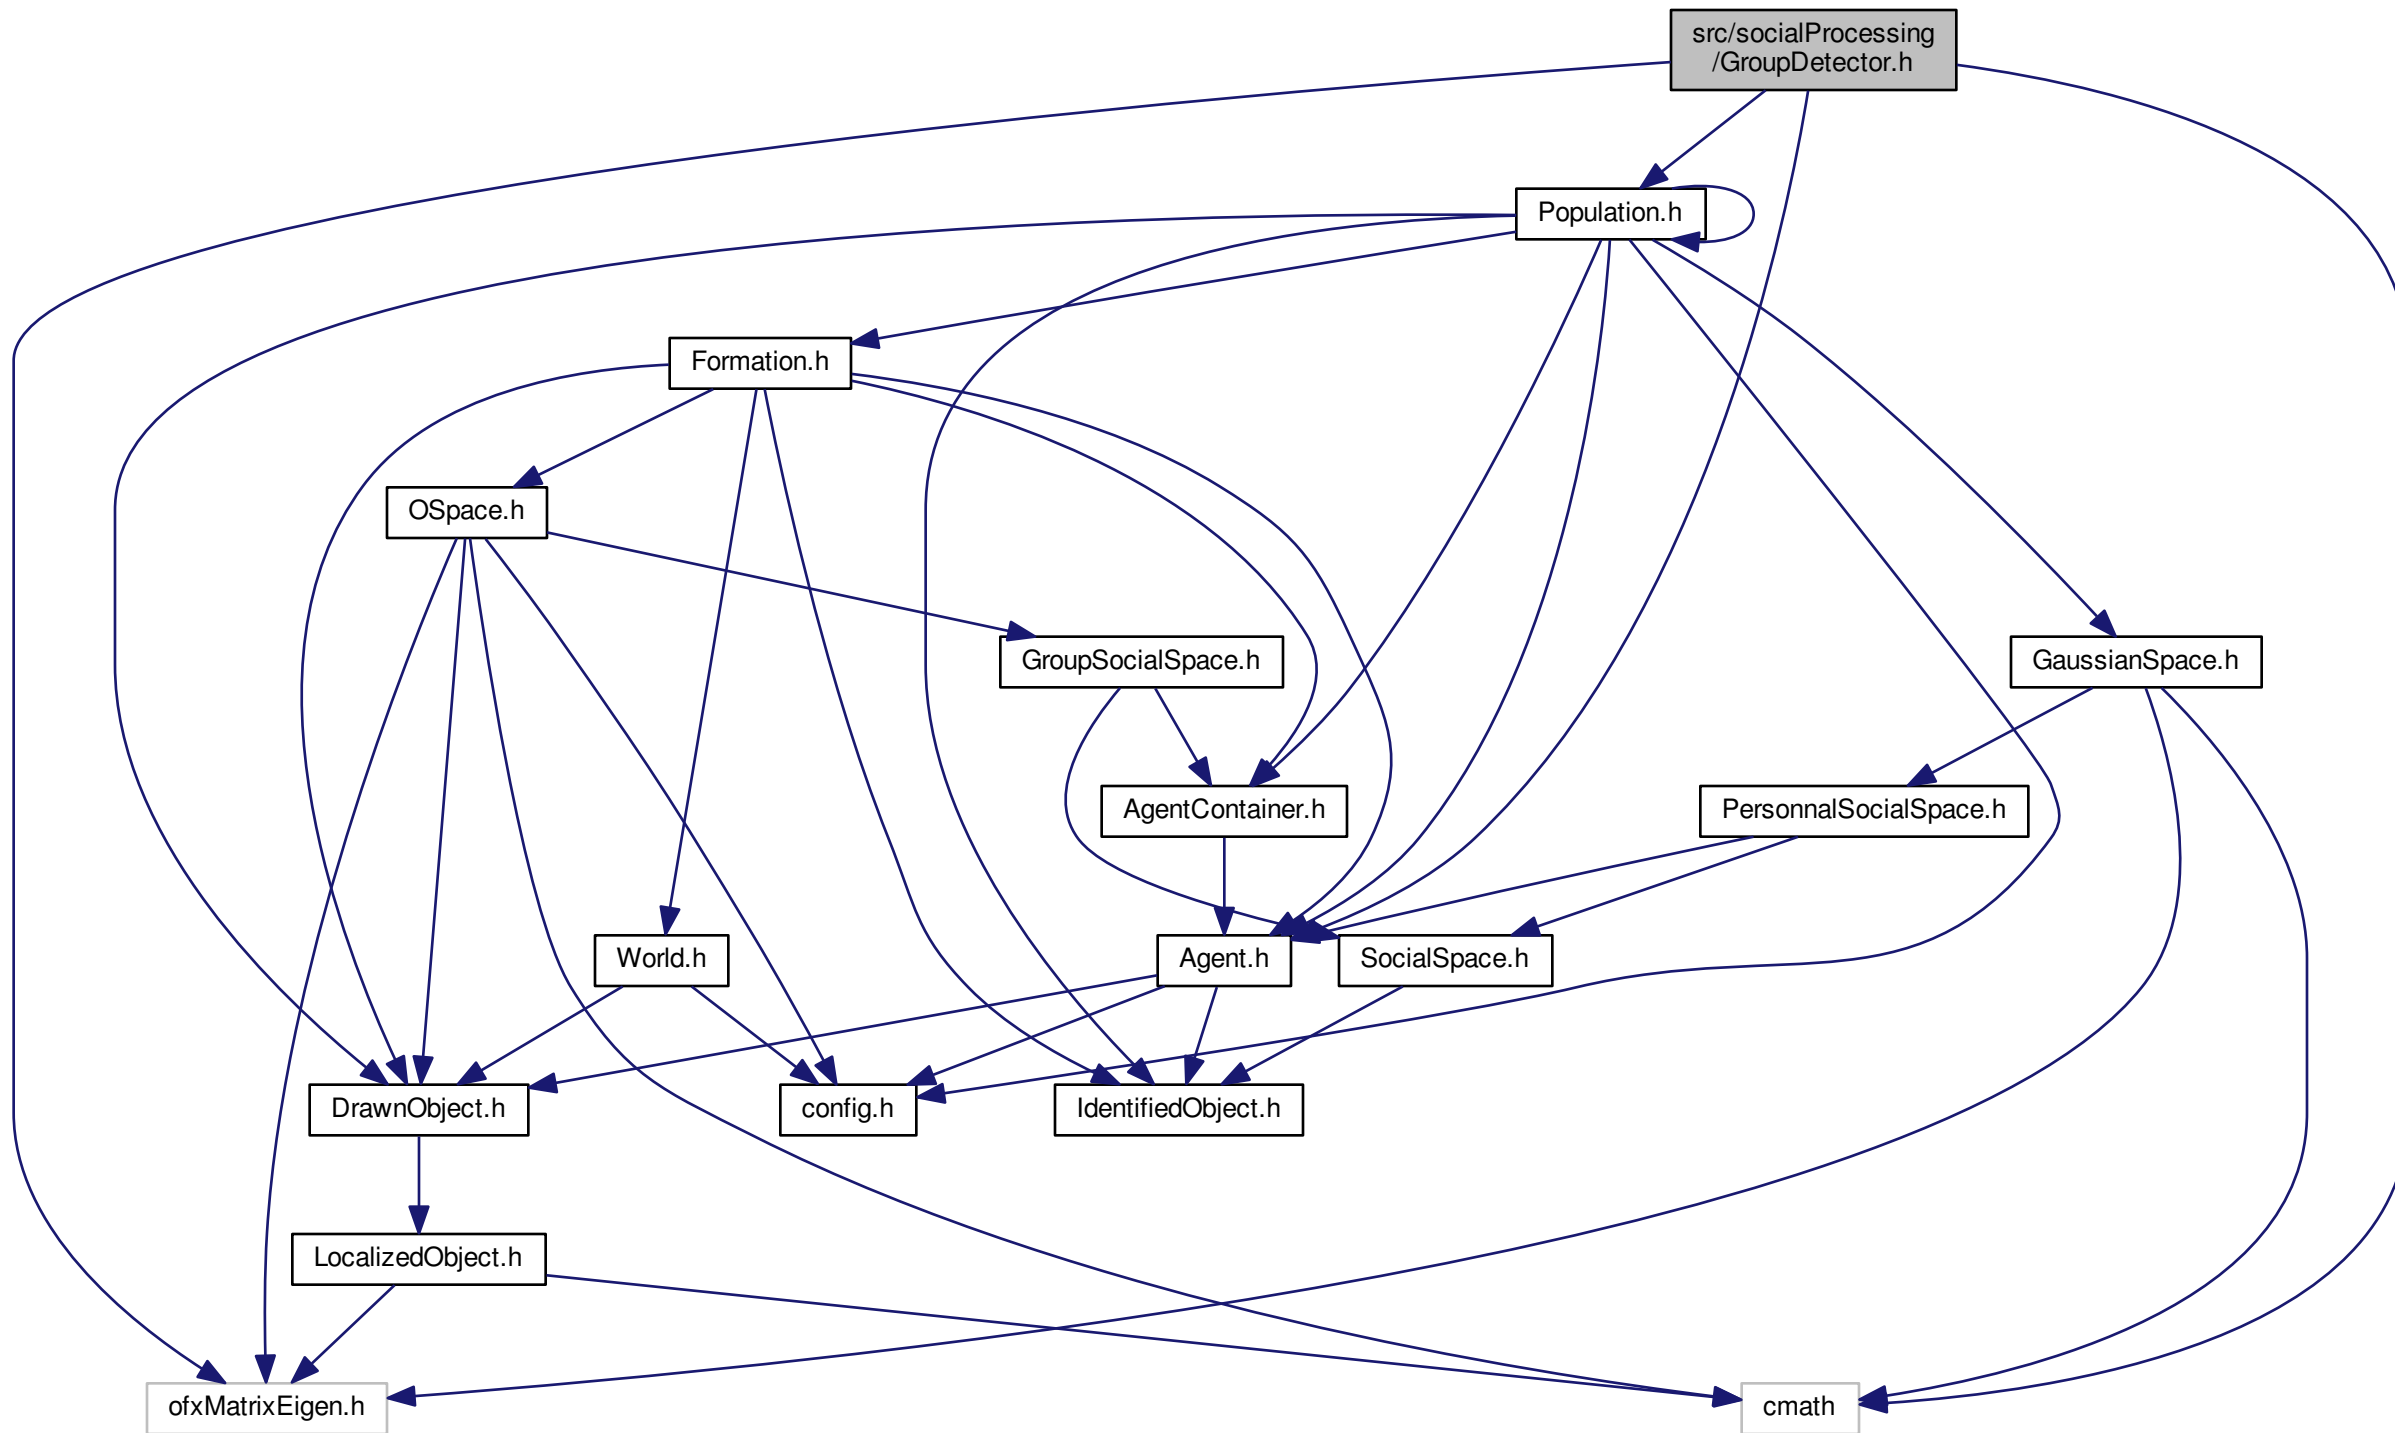 src/socialProcessing
/GroupDetector.h
Population.h
Formation.h
OSpace.h
GroupSocialSpace.h
GaussianSpace.h
AgentContainer.h
PersonnalSocialSpace.h
World.h
Agent.h
SocialSpace.h
DrawnObject.h
config.h
IdentifiedObject.h
LocalizedObject.h
ofxMatrixEigen.h
cmath